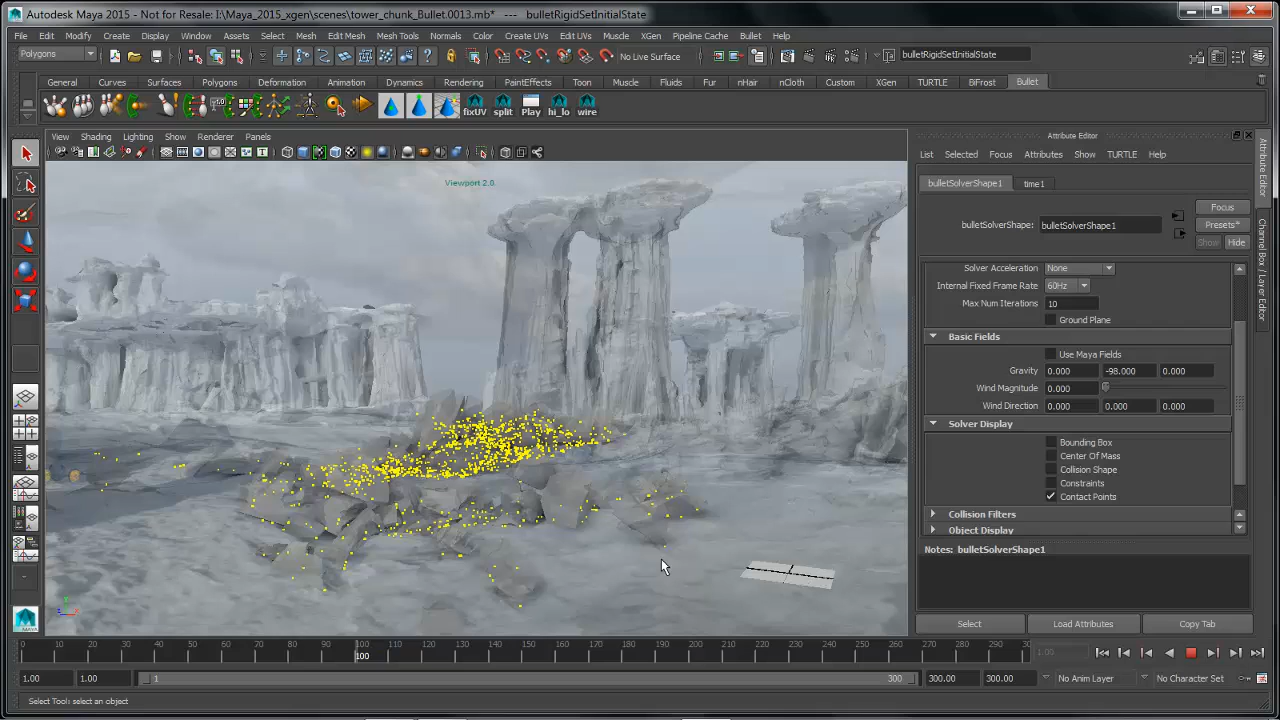 Autodesk Maya 2015 - Not for Resale: I:\Maya_2015_xgen\scenes\tower_chunk_Bullet.0013.mb* --- bulletRigidSetInitialState
File Edit Modify Create Display Window Assets Select Mesh Edit Mesh Mesh Tools Normals Color Create UVs Edit UVs Muscle XGen Pipeline Cache Bullet Help
Polygons No Live Surface bulletRigidSetInitialState
General Curves Surfaces Polygons Deformation Animation Dynamics Rendering PaintEffects Toon Muscle Fluids Fur nHair nCloth Custom XGen TURTLE BiFrost Bullet
fixUV split Play hi_lo wire
View Shading Lighting Show Renderer Panels
Viewport 2.0
Attribute Editor
List Selected Focus Attributes Show TURTLE Help
bulletSolverShape1 time1
Focus
bulletSolverShape: bulletSolverShape1 Presets*
Show Hide
Solver Acceleration None
Internal Fixed Frame Rate 60Hz
Max Num Iterations 10
Ground Plane
Basic Fields
Use Maya Fields
Gravity 0.000 -98.000 0.000
Wind Magnitude 0.000
Wind Direction 0.000 0.000 0.000
Solver Display
Bounding Box
Center Of Mass
Collision Shape
Constraints
Contact Points
Collision Filters
Object Display
Notes: bulletSolverShape1
Select Load Attributes Copy Tab
Attribute Editor
Channel Box / Layer Editor
0 10 20 30 40 50 60 70 80 90 100 110 120 130 140 150 160 170 180 190 200 210 220 230 240 250 260 270 280 290
100
1.00
1.00 1.00 1 300 300.00 300.00 No Anim Layer No Character Set
Select Tool: select an object